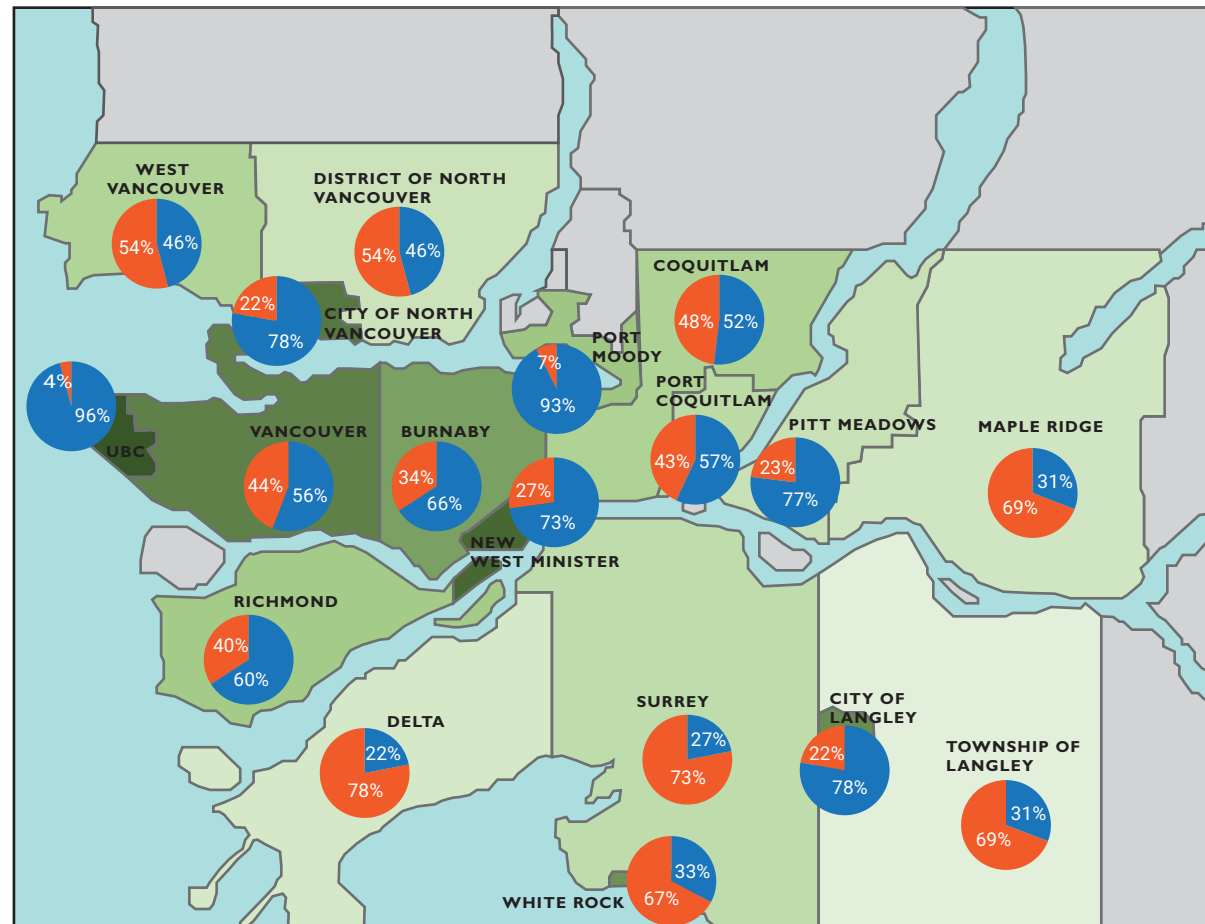 WEST
VANCOUVER
54% 46%
DISTRICT OF NORTH
VANCOUVER
54% 46%
22%
78%
CITY OF NORTH
VANCOUVER
COQUITLAM
48% 52%
PORT
MOODY
7%
93%
4%
96%
UBC
VANCOUVER
44%
56%
BURNABY
34%
66%
PORT
COQUITLAM
43% 57%
PITT MEADOWS
23%
77%
MAPLE RIDGE
31%
69%
27%
73%
NEW
WEST MINISTER
RICHMOND
40%
60%
DELTA
22%
78%
SURREY
27%
73%
CITY OF
LANGLEY
22%
78%
TOWNSHIP OF
LANGLEY
31%
69%
33%
67%
WHITE ROCK